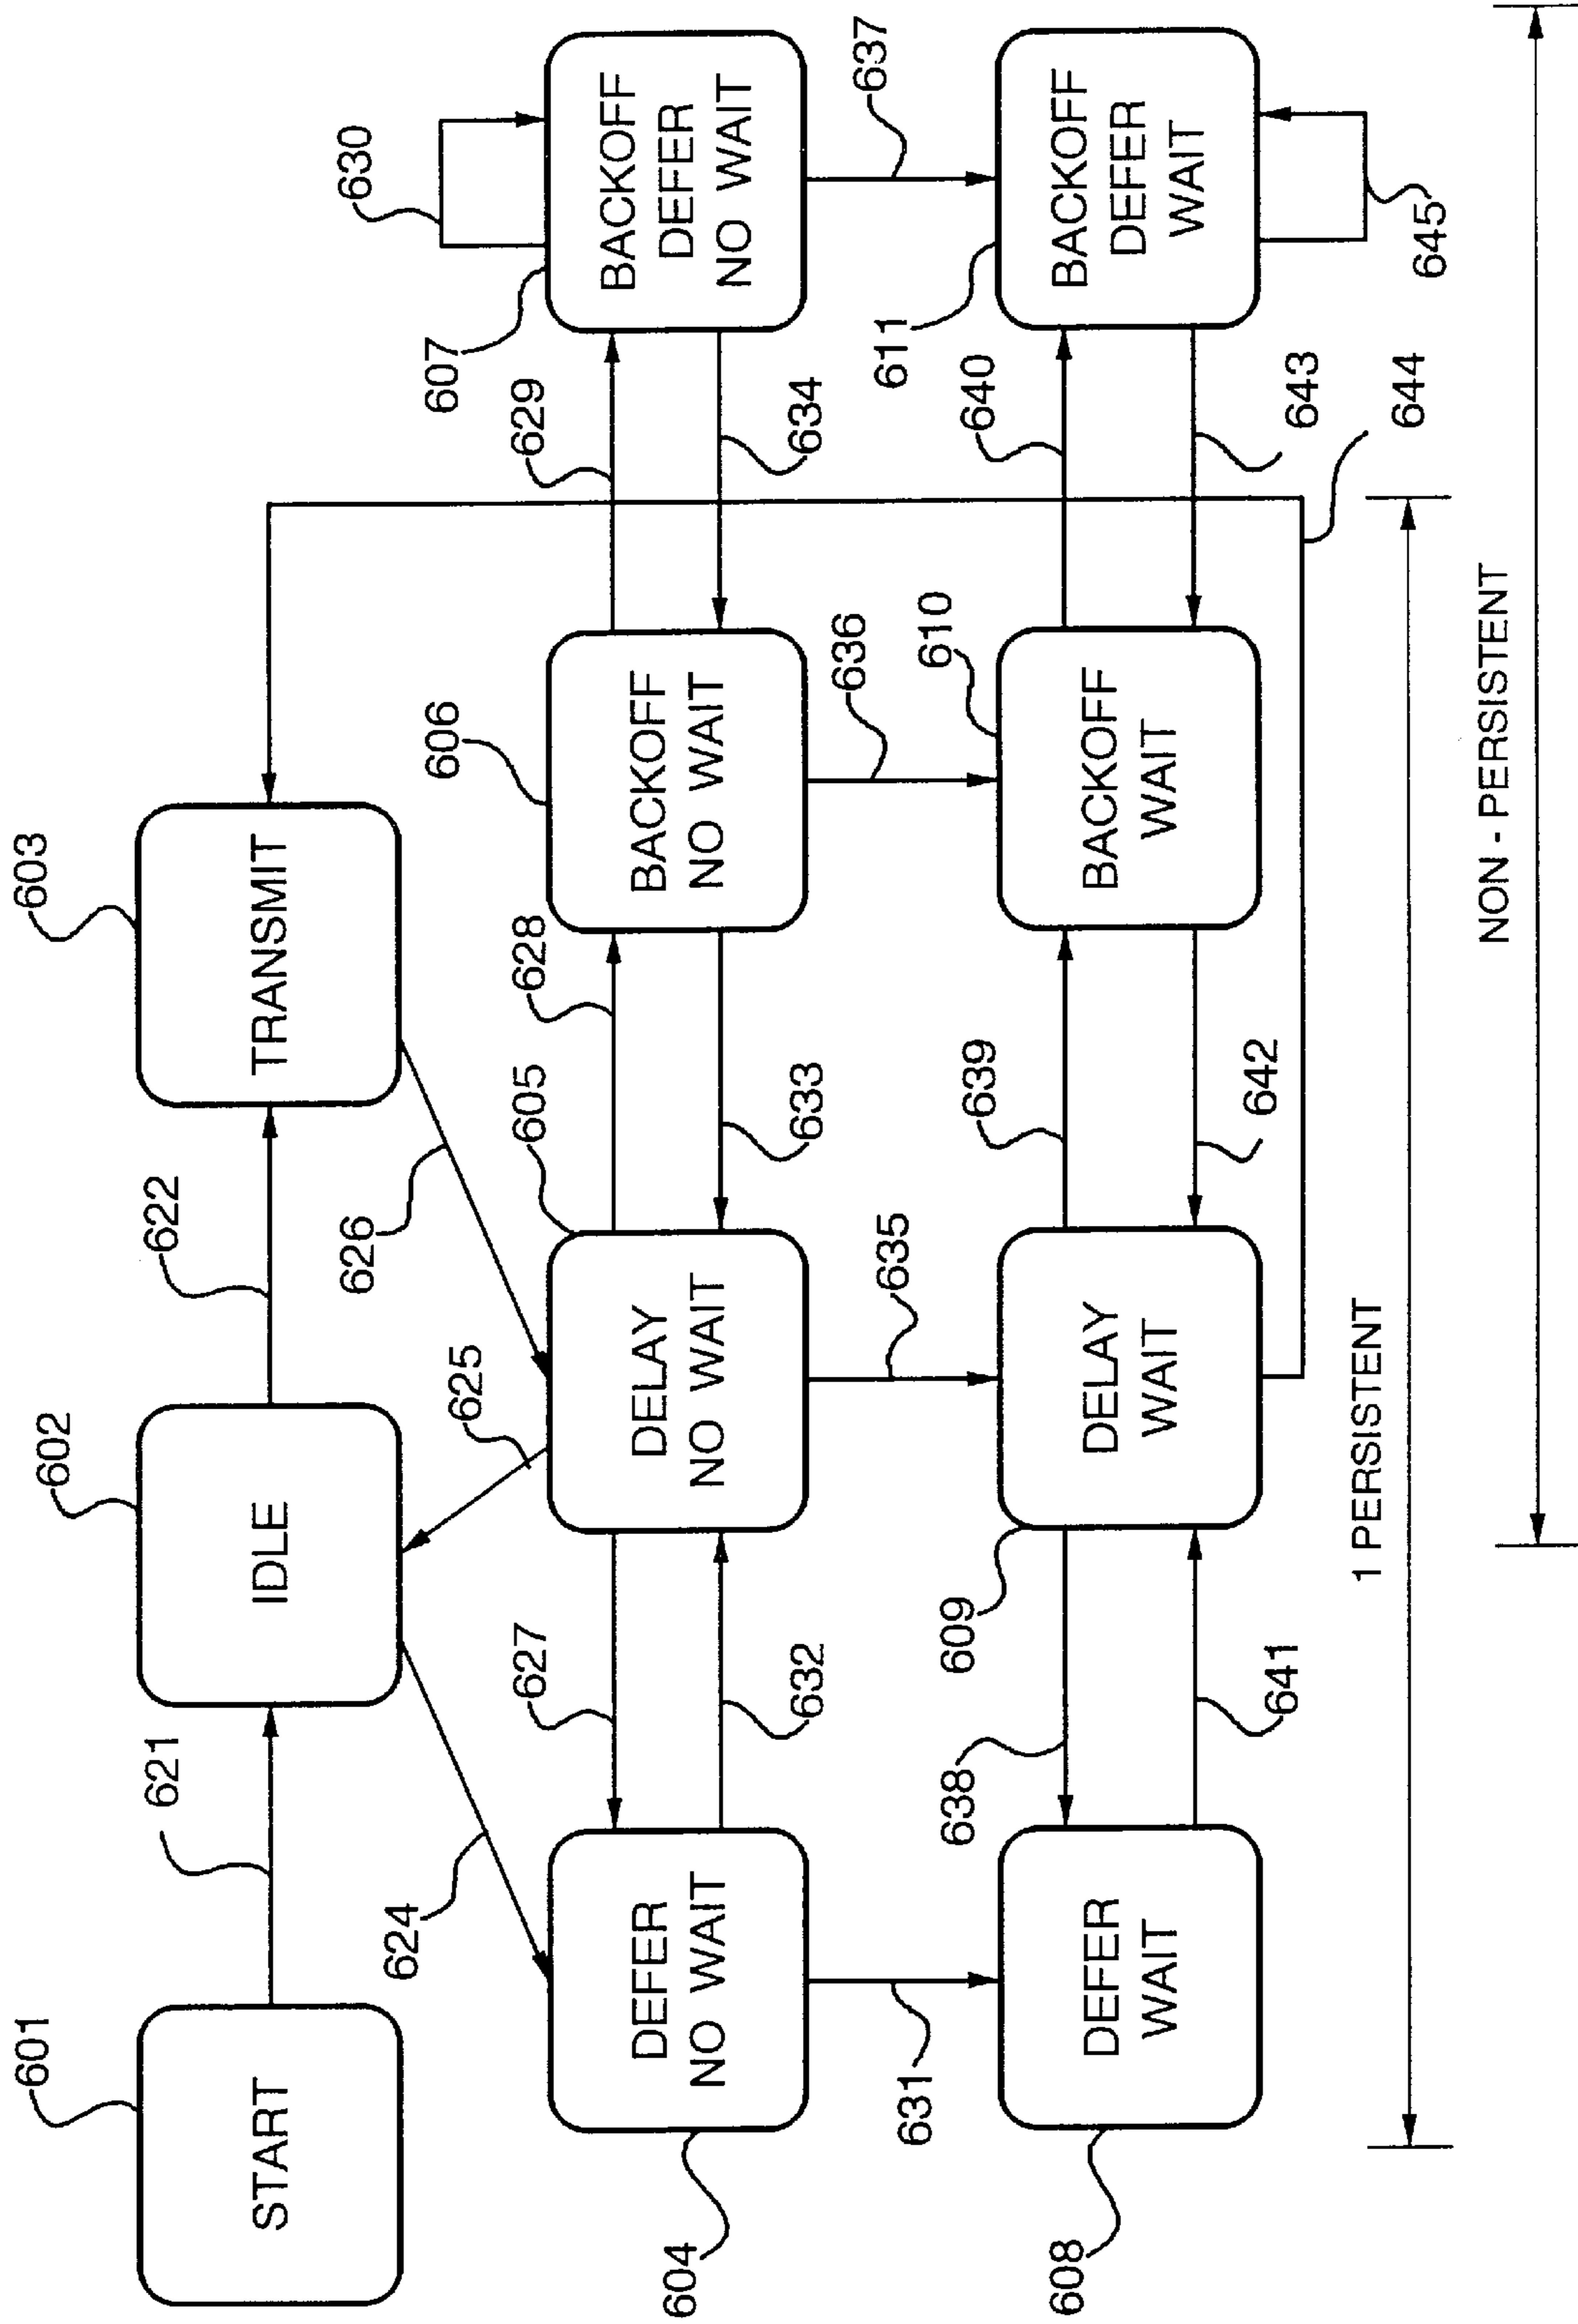 601
602
603
START
621
IDLE
622
TRANSMIT
624
625
626
604
605
606
607
630
DEFER
NO WAIT
627
632
DELAY
NO WAIT
628
633
BACKOFF
NO WAIT
629
634
BACKOFF
DEFER
NO WAIT
631
635
636
637
608
609
610
611
DEFER
WAIT
638
641
DELAY
WAIT
639
642
BACKOFF
WAIT
640
643
BACKOFF
DEFER
WAIT
644
645
1 PERSISTENT
NON - PERSISTENT